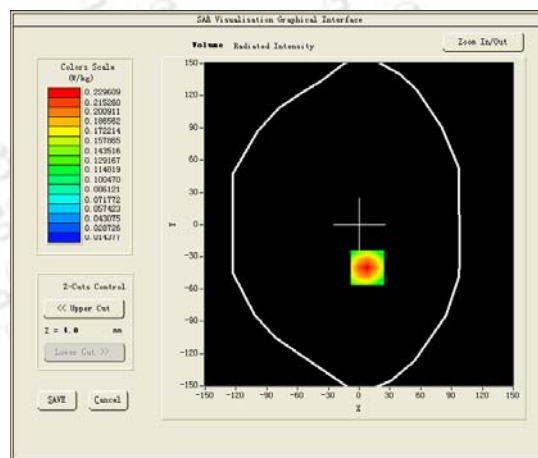 SAR Visualisation Graphical Interface
Volume Radiated Intensity
Zoom In/Out
Colors Scale
(W/kg)
0.229609
0.215260
0.200911
0.186562
0.172214
0.157865
0.143516
0.129167
0.114819
0.100470
0.086121
0.071772
0.057423
0.043075
0.028726
0.014377
Z-Cuts Control
<< Upper Cut
Z = 4.0 mm
Lower Cut >>
SAVE
Cancel
150
120
90
60
30
Y
0
-30
-60
-90
-120
-150
-150 -120 -90 -60 -30 0 30 60 90 120 150
X